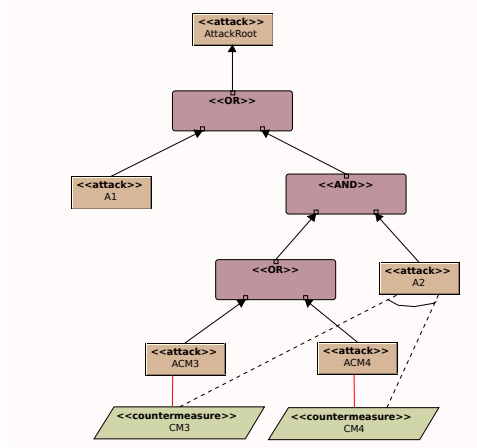 <<attack>>
AttackRoot
<<OR>>
<<attack>>
A1
<<AND>>
<<OR>>
<<attack>>
A2
<<attack>>
ACM3
<<attack>>
ACM4
<<countermeasure>>
CM3
<<countermeasure>>
CM4